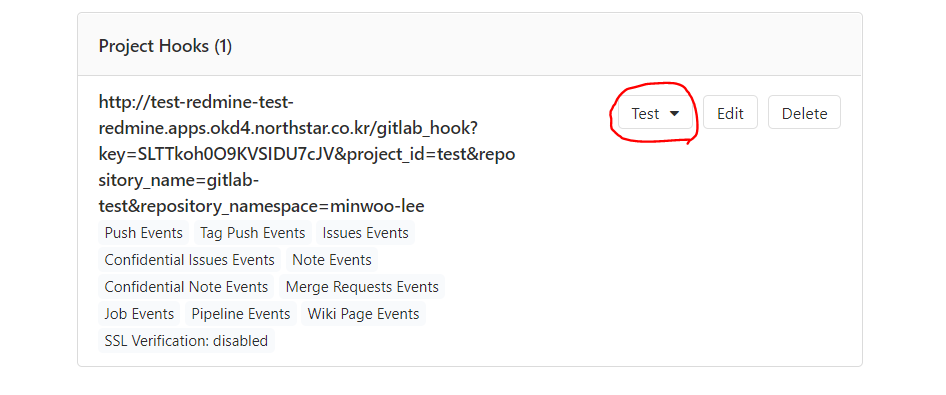 Project Hooks (1)
http://test-redmine-test-
redmine.apps.okd4.northstar.co.kr/gitlab_hook?
key=SLTTkoh0O9KVSIDU7cJV&project_id=test&repo
sitory_name=gitlab-
test&repository_namespace=minwoo-lee
Test Edit Delete
Push Events Tag Push Events Issues Events
Confidential Issues Events Note Events
Confidential Note Events Merge Requests Events
Job Events Pipeline Events Wiki Page Events
SSL Verification: disabled